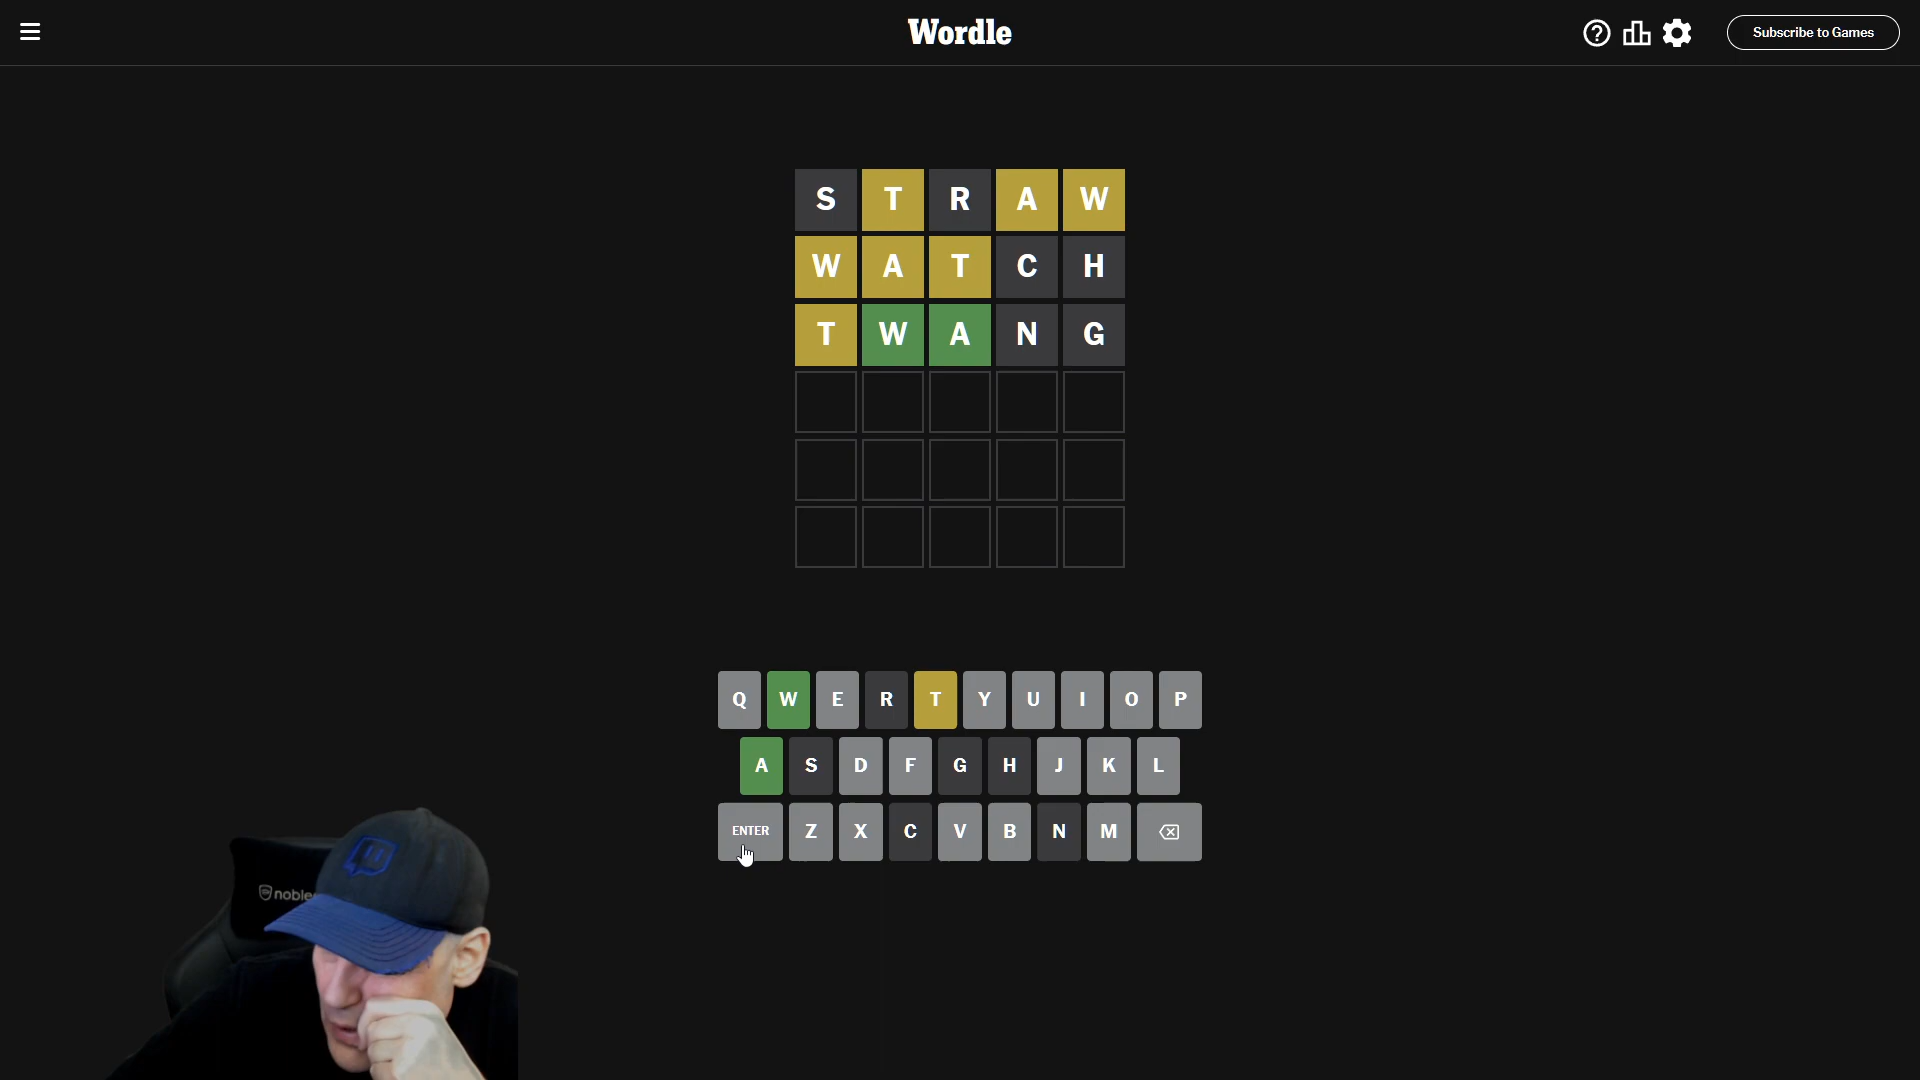 Wordle
Subscribe to Games
S T R A W
W A T C H
T W A N G
Q W E R T Y U I O P
A S D F G H J K L
ENTER Z X C V B N M
noble